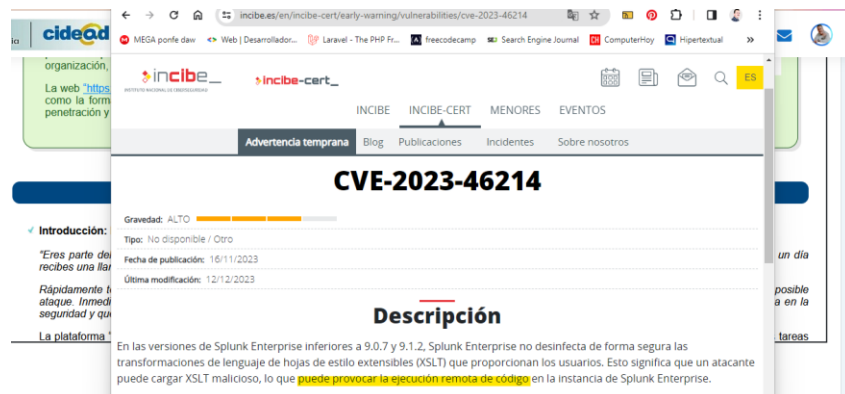 incibe.es/en/incibe-cert/early-warning/vulnerabilities/cve-2023-46214
MEGA ponfe daw
Web | Desarrollador...
Laravel - The PHP Fr...
freecodecamp
Search Engine Journal
DI
ComputerHoy
Hipertextual
»
cidead
organización,
La web "https
como la form
penetración y
incibe_
INSTITUTO NACIONAL DE CIBERSEGURIDAD
incibe-cert_
ES
INCIBE
INCIBE-CERT
MENORES
EVENTOS
Advertencia temprana
Blog
Publicaciones
Incidentes
Sobre nosotros
CVE-2023-46214
Gravedad: ALTO
Tipo: No disponible / Otro
Fecha de publicación: 16/11/2023
Última modificación: 12/12/2023
Introducción:
"Eres parte de
un día
recibes una lla
Rápidamente
posible
ataque. Inmedi
a en la
seguridad y qu
La plataforma "
tareas
Descripción
En las versiones de Splunk Enterprise inferiores a 9.0.7 y 9.1.2, Splunk Enterprise no desinfecta de forma segura las
transformaciones de lenguaje de hojas de estilo extensibles (XSLT) que proporcionan los usuarios. Esto significa que un atacante
puede cargar XSLT malicioso, lo que puede provocar la ejecución remota de código en la instancia de Splunk Enterprise.